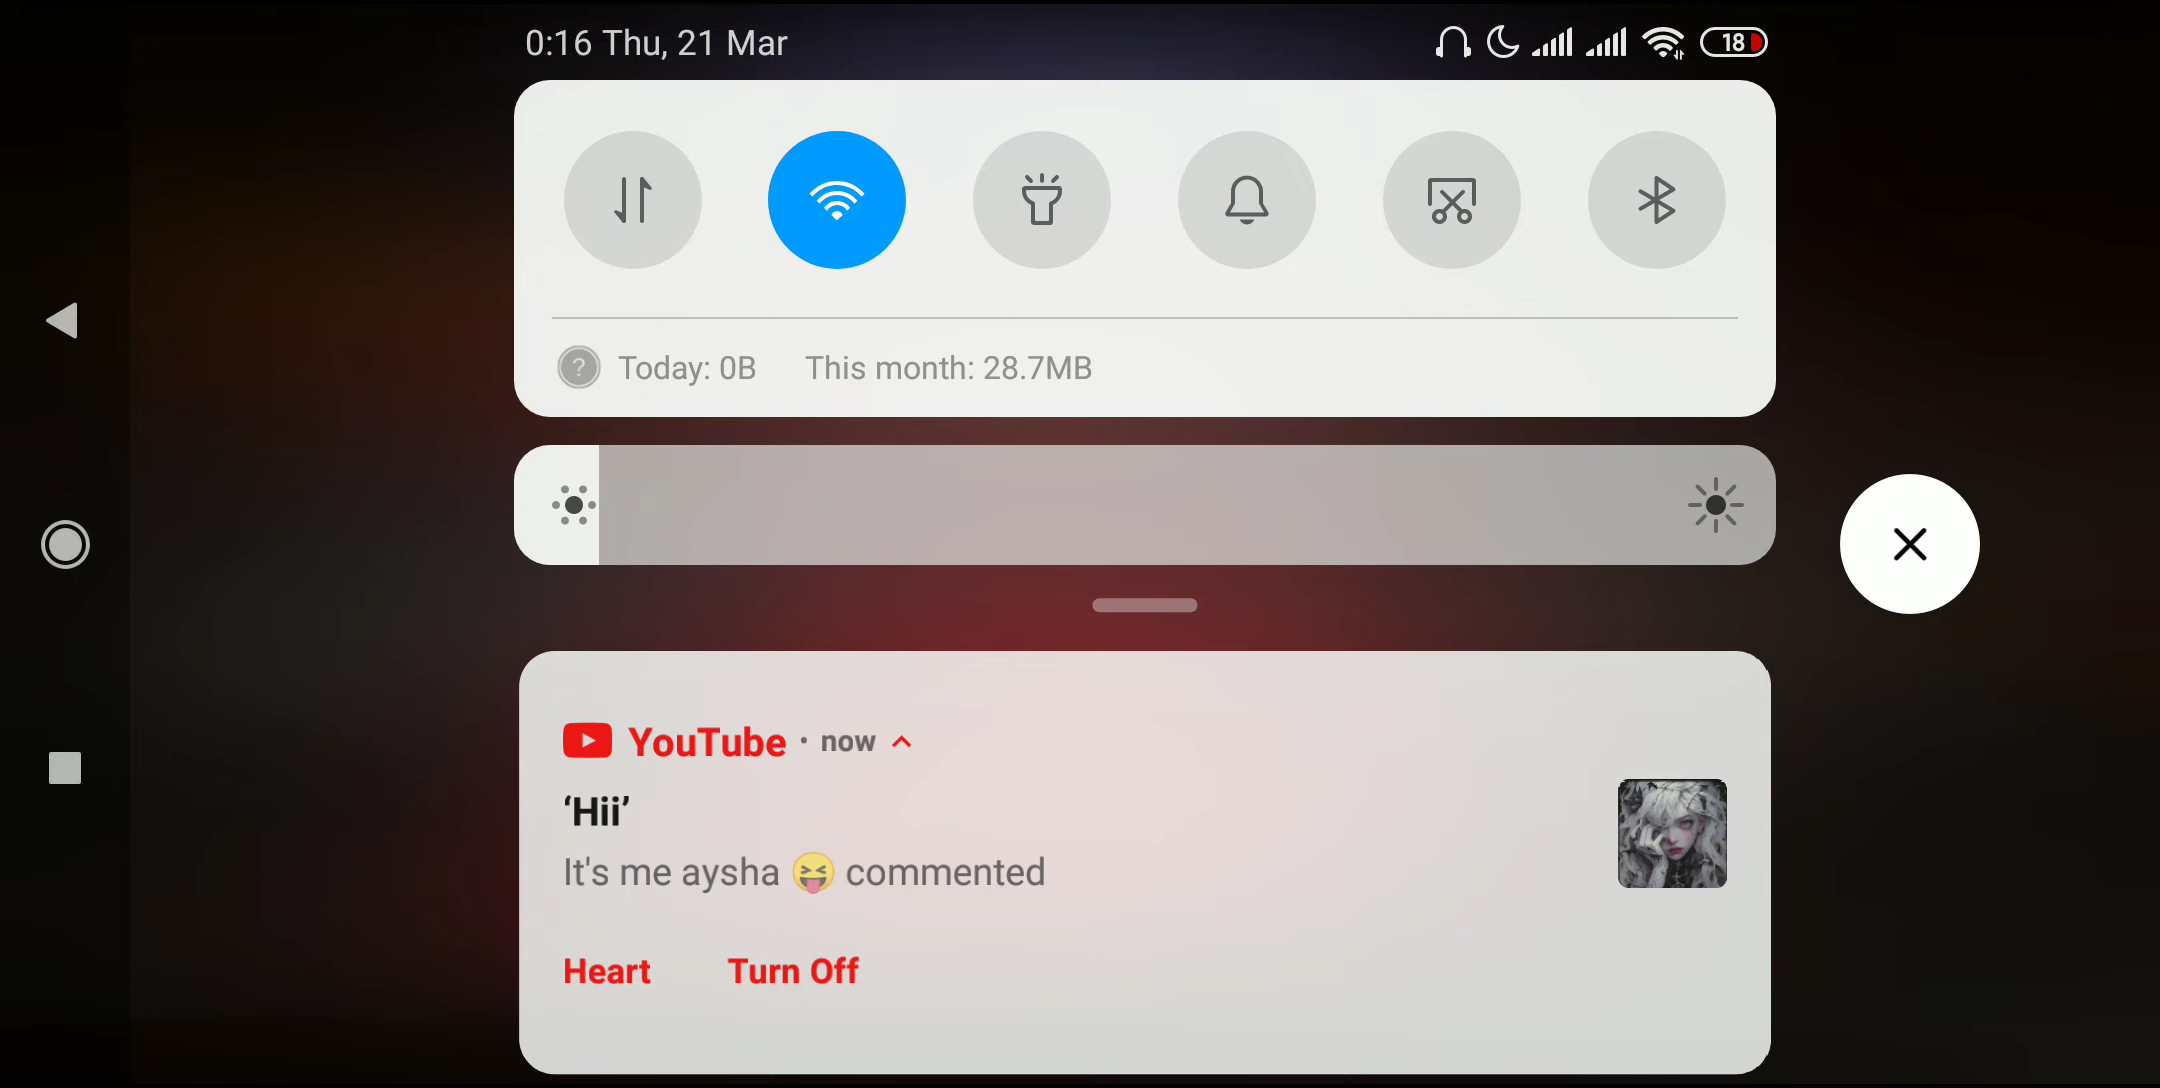 0:16 Thu, 21 Mar
18
Today: 0B This month: 28.7MB
YouTube · now
‘Hii’
It's me aysha 😝 commented
Heart Turn Off